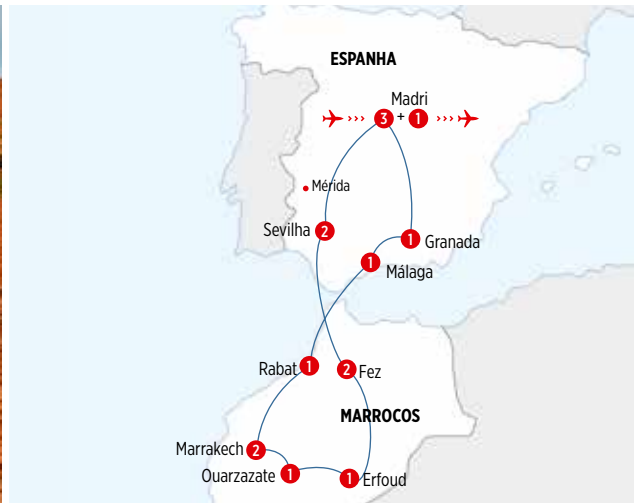 ESPANHA
Madri
3 + 1
Mérida
Sevilha 2
1 Granada
1 Málaga
Rabat 1
2 Fez
MARROCOS
Marrakech 2
Ouarzazate 1
1 Erfoud